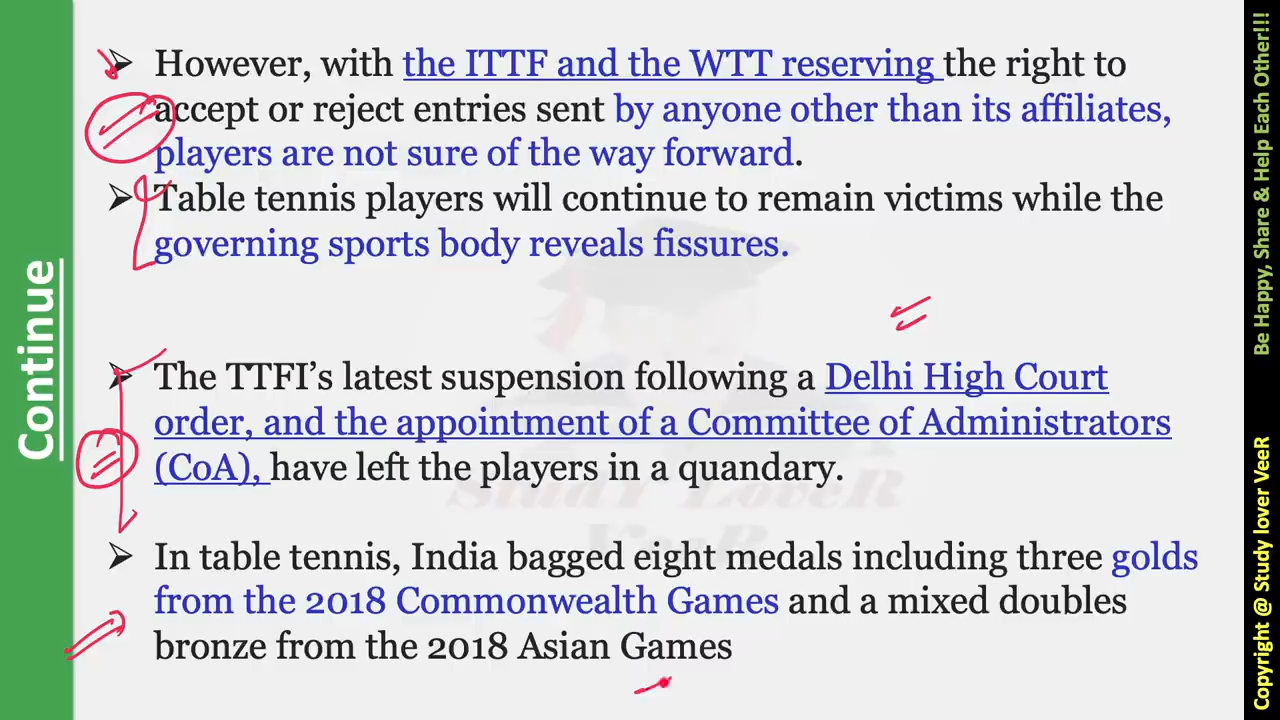 Continue
➢ However, with the ITTF and the WTT reserving the right to
accept or reject entries sent by anyone other than its affiliates,
players are not sure of the way forward.
➢ Table tennis players will continue to remain victims while the
governing sports body reveals fissures.
➢ The TTFI’s latest suspension following a Delhi High Court
order, and the appointment of a Committee of Administrators
(CoA), have left the players in a quandary.
➢ In table tennis, India bagged eight medals including three golds
from the 2018 Commonwealth Games and a mixed doubles
bronze from the 2018 Asian Games
StudY LoveR
VeeR
Be Happy, Share & Help Each Other!!!
Copyright @ Study lover VeeR